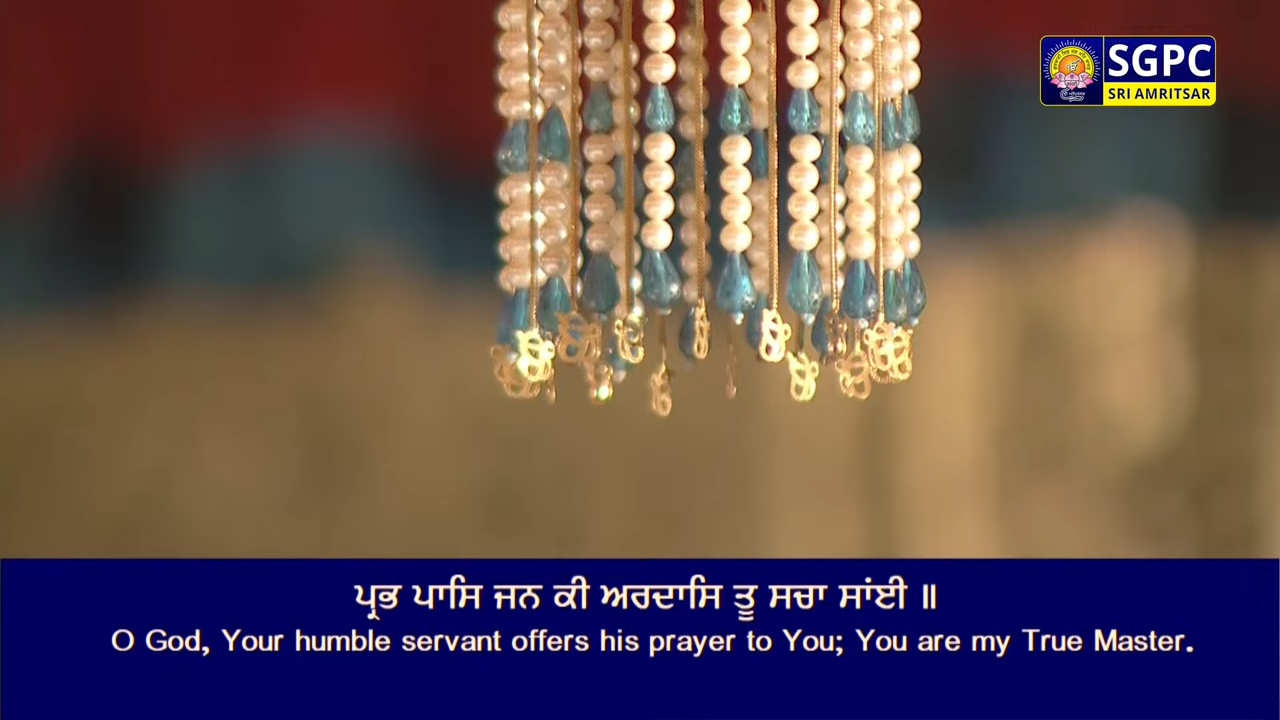 SGPC
SRI AMRITSAR
ਪ੍ਰਭ ਪਾਸਿ ਜਨ ਕੀ ਅਰਦਾਸਿ ਤੂ ਸਚਾ ਸਾਂਈ ॥
O God, Your humble servant offers his prayer to You; You are my True Master.